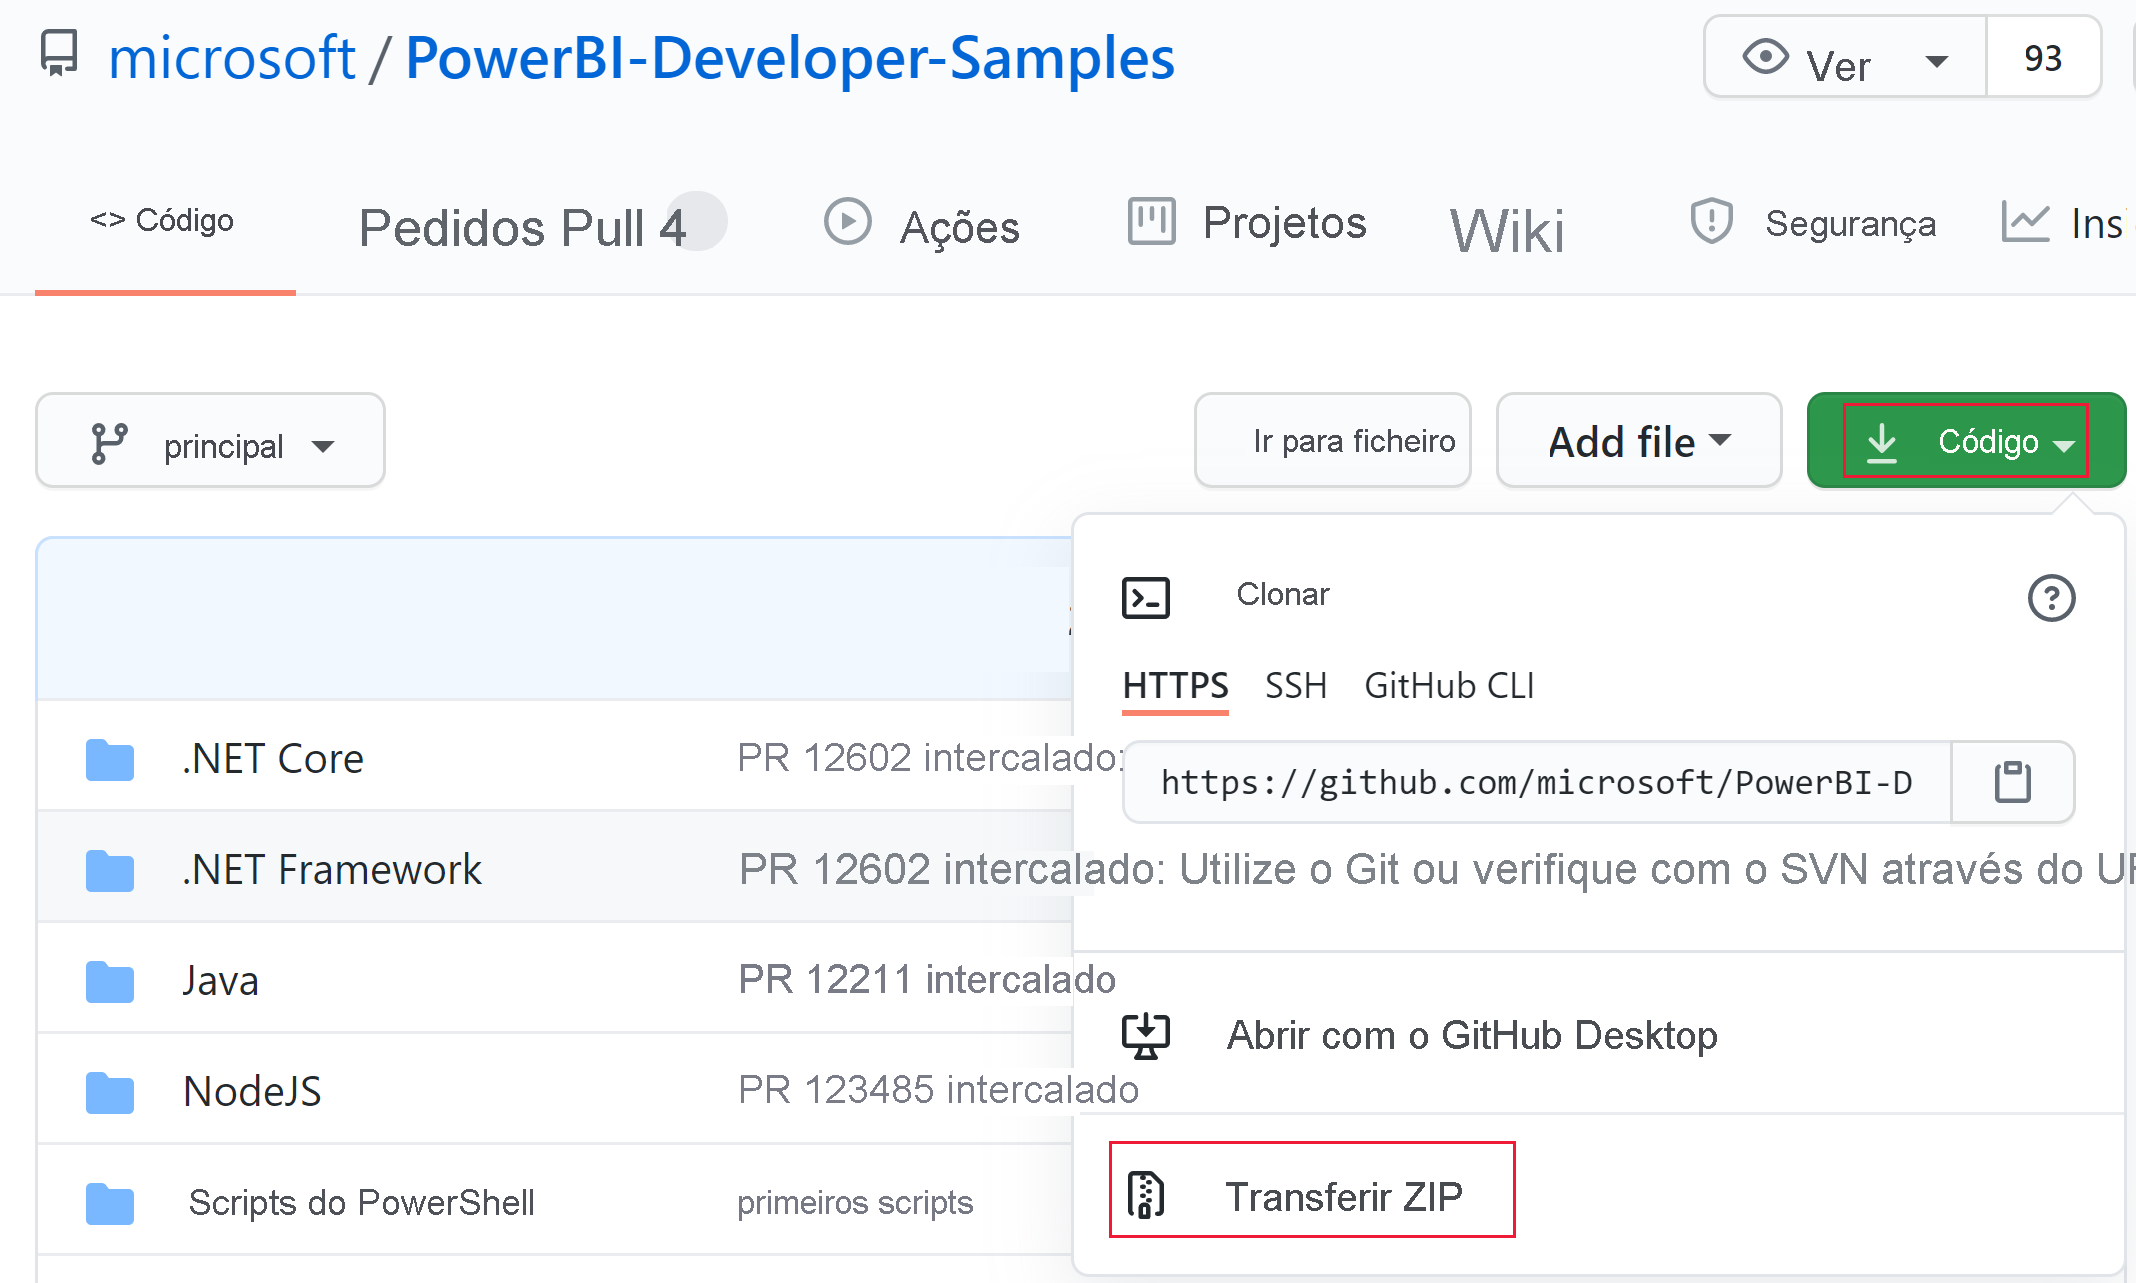 microsoft / PowerBI-Developer-Samples
Ver
93
<> Código
Pedidos Pull 4
Ações
Projetos
Wiki
Segurança
principal
Ir para ficheiro
Add file
Código
Clonar
HTTPS
SSH
GitHub CLI
.NET Core
PR 12602 intercalado:
https://github.com/microsoft/PowerBI-D
.NET Framework
PR 12602 intercalado: Utilize o Git ou verifique com o SVN através do
Java
PR 12211 intercalado
Abrir com o GitHub Desktop
NodeJS
PR 123485 intercalado
Scripts do PowerShell
primeiros scripts
Transferir ZIP